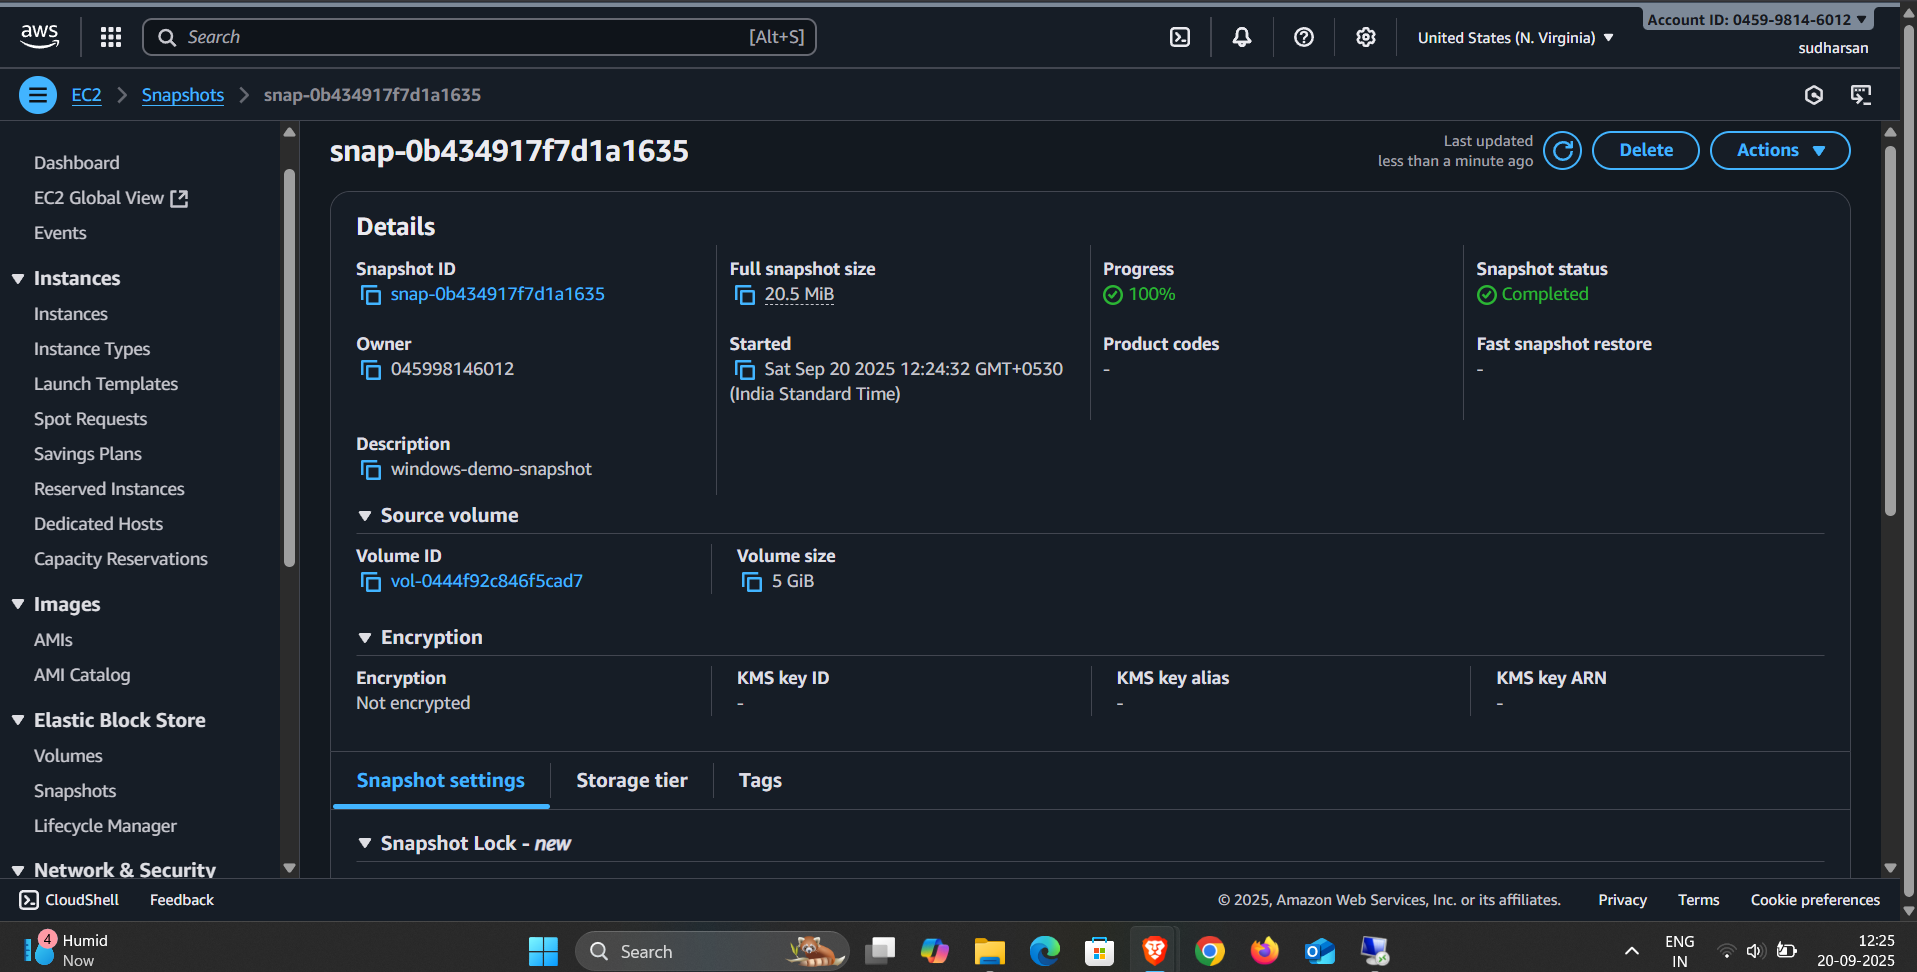 aws
Search [Alt+S]
United States (N. Virginia)
Account ID: 0459-9814-6012
sudharsan
EC2
Snapshots
snap-0b434917f7d1a1635
Dashboard
EC2 Global View
Events
Instances
Instances
Instance Types
Launch Templates
Spot Requests
Savings Plans
Reserved Instances
Dedicated Hosts
Capacity Reservations
Images
AMIs
AMI Catalog
Elastic Block Store
Volumes
Snapshots
Lifecycle Manager
Network & Security
snap-0b434917f7d1a1635
Last updated
less than a minute ago
Delete
Actions
Details
Snapshot ID
snap-0b434917f7d1a1635
Full snapshot size
20.5 MiB
Progress
100%
Snapshot status
Completed
Owner
045998146012
Started
Sat Sep 20 2025 12:24:32 GMT+0530
(India Standard Time)
Product codes
-
Fast snapshot restore
-
Description
windows-demo-snapshot
Source volume
Volume ID
vol-0444f92c846f5cad7
Volume size
5 GiB
Encryption
Encryption
Not encrypted
KMS key ID
-
KMS key alias
-
KMS key ARN
-
Snapshot settings
Storage tier
Tags
Snapshot Lock - new
CloudShell
Feedback
© 2025, Amazon Web Services, Inc. or its affiliates.
Privacy
Terms
Cookie preferences
4
Humid
Now
Search
ENG
IN
12:25
20-09-2025